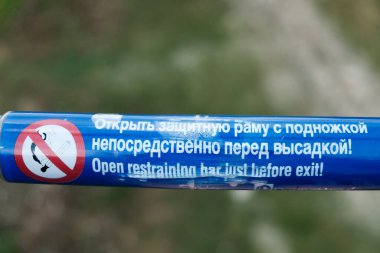 Открыть защитную раму с подножкой
непосредственно перед высадкой!
Open restraining bar just before exit!